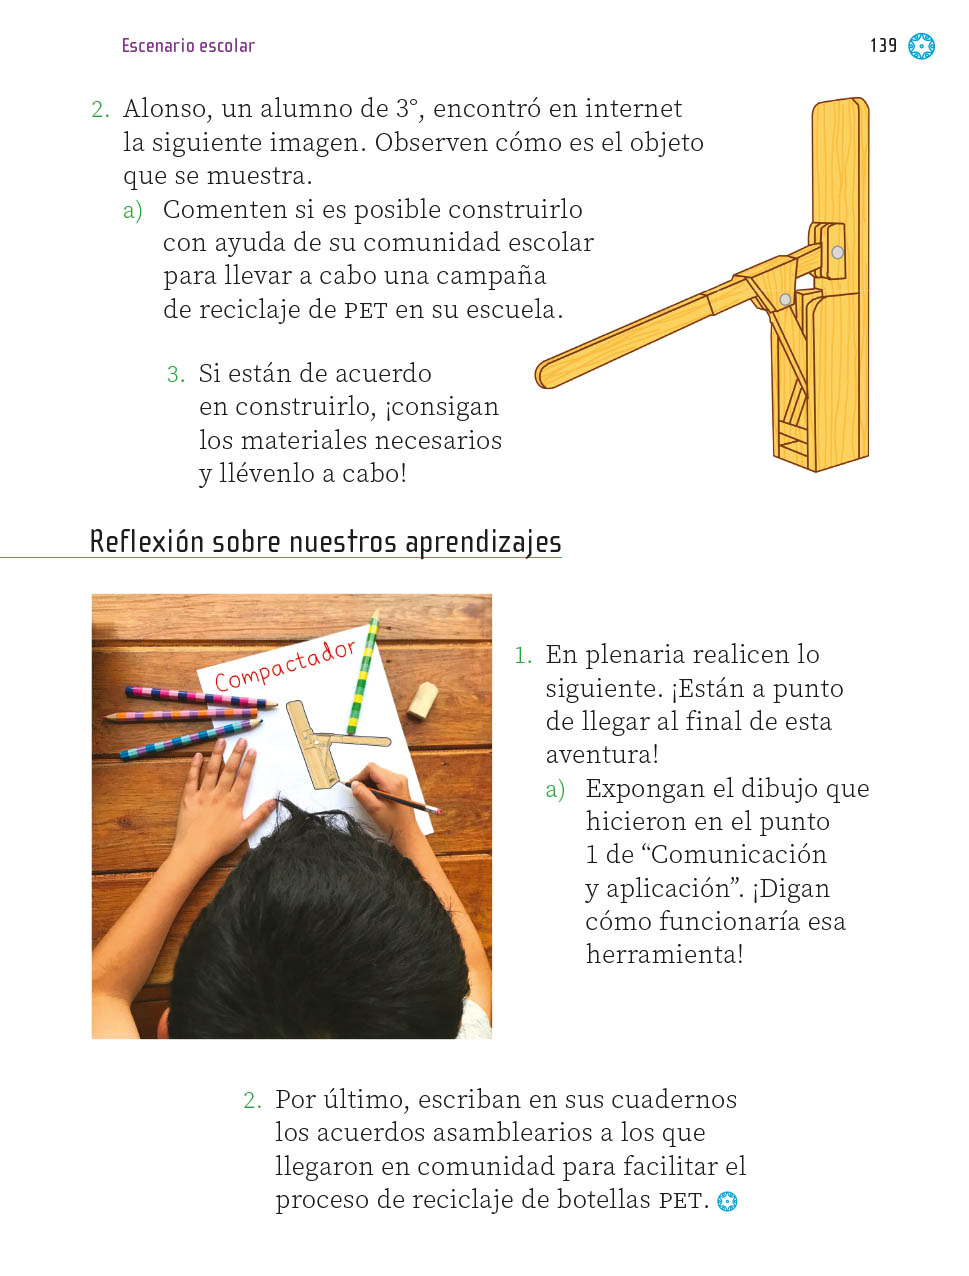 Escenario escolar
139
2. Alonso, un alumno de 3°, encontró en internet
la siguiente imagen. Observen cómo es el objeto
que se muestra.
a) Comenten si es posible construirlo
con ayuda de su comunidad escolar
para llevar a cabo una campaña
de reciclaje de PET en su escuela.
3. Si están de acuerdo
en construirlo, ¡consigan
los materiales necesarios
y llévenlo a cabo!
Reflexión sobre nuestros aprendizajes
Compactador
1. En plenaria realicen lo
siguiente. ¡Están a punto
de llegar al final de esta
aventura!
a) Expongan el dibujo que
hicieron en el punto
1 de “Comunicación
y aplicación”. ¡Digan
cómo funcionaría esa
herramienta!
2. Por último, escriban en sus cuadernos
los acuerdos asamblearios a los que
llegaron en comunidad para facilitar el
proceso de reciclaje de botellas PET.